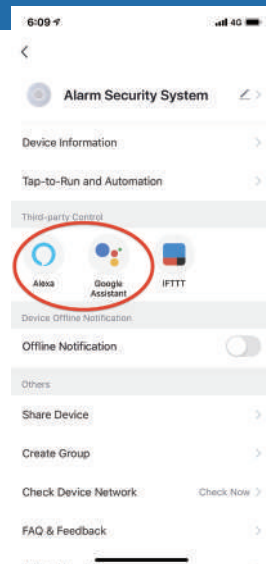 6:09
4G
Alarm Security System
Device Information
Tap-to-Run and Automation
Third-party Control
Alexa
Google
Assistant
IFTTT
Device Offline Notification
Offline Notification
Others
Share Device
Create Group
Check Device Network Check Now
FAQ & Feedback